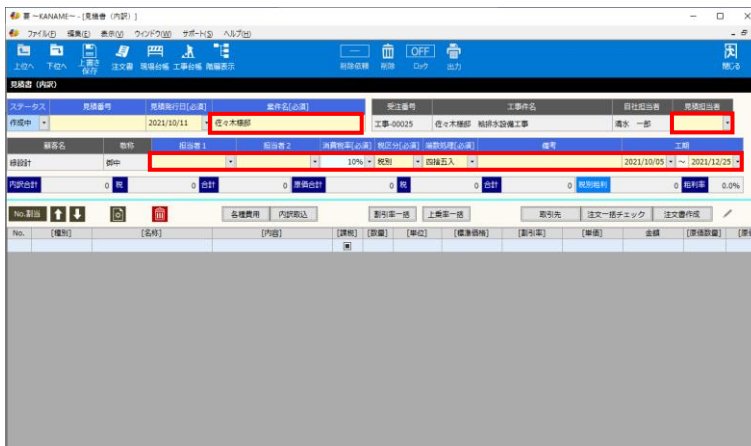 要 ～KANAME～ - [見積書（内訳）]
ファイル(F) 編集(E) 表示(V) ウィンドウ(W) サポート(S) ヘルプ(H)
上位へ 下位へ 上書き保存 注文書 現場台帳 工事台帳 階層表示 削除依頼 削除 OFF ロック 出力 閉じる
見積書（内訳）
ステータス 見積番号 見積発行日[必須] 案件名[必須] 受注番号 工事件名 自社担当者 見積担当者
作成中 2021/10/11 佐々木様邸 工事-00025 佐々木様邸 給排水設備工事 清水 一郎
顧客名 敬称 担当者1 担当者2 消費税率[必須] 税区分[必須] 端数処理[必須] 備考 工期
緑設計 御中 10% 税別 四捨五入 2021/10/05 ～ 2021/12/25
内訳合計 0 税 0 合計 0 原価合計 0 税 0 合計 0 税別粗利 0 粗利率 0.0%
No.割当 各種費用 内訳取込 割引率一括 上乗率一括 取引先 注文一括チェック 注文書作成
No. [種別] [名称] [内容] [課税] [数量] [単位] [標準価格] [割引率] [単価] 金額 [原価数量] [原